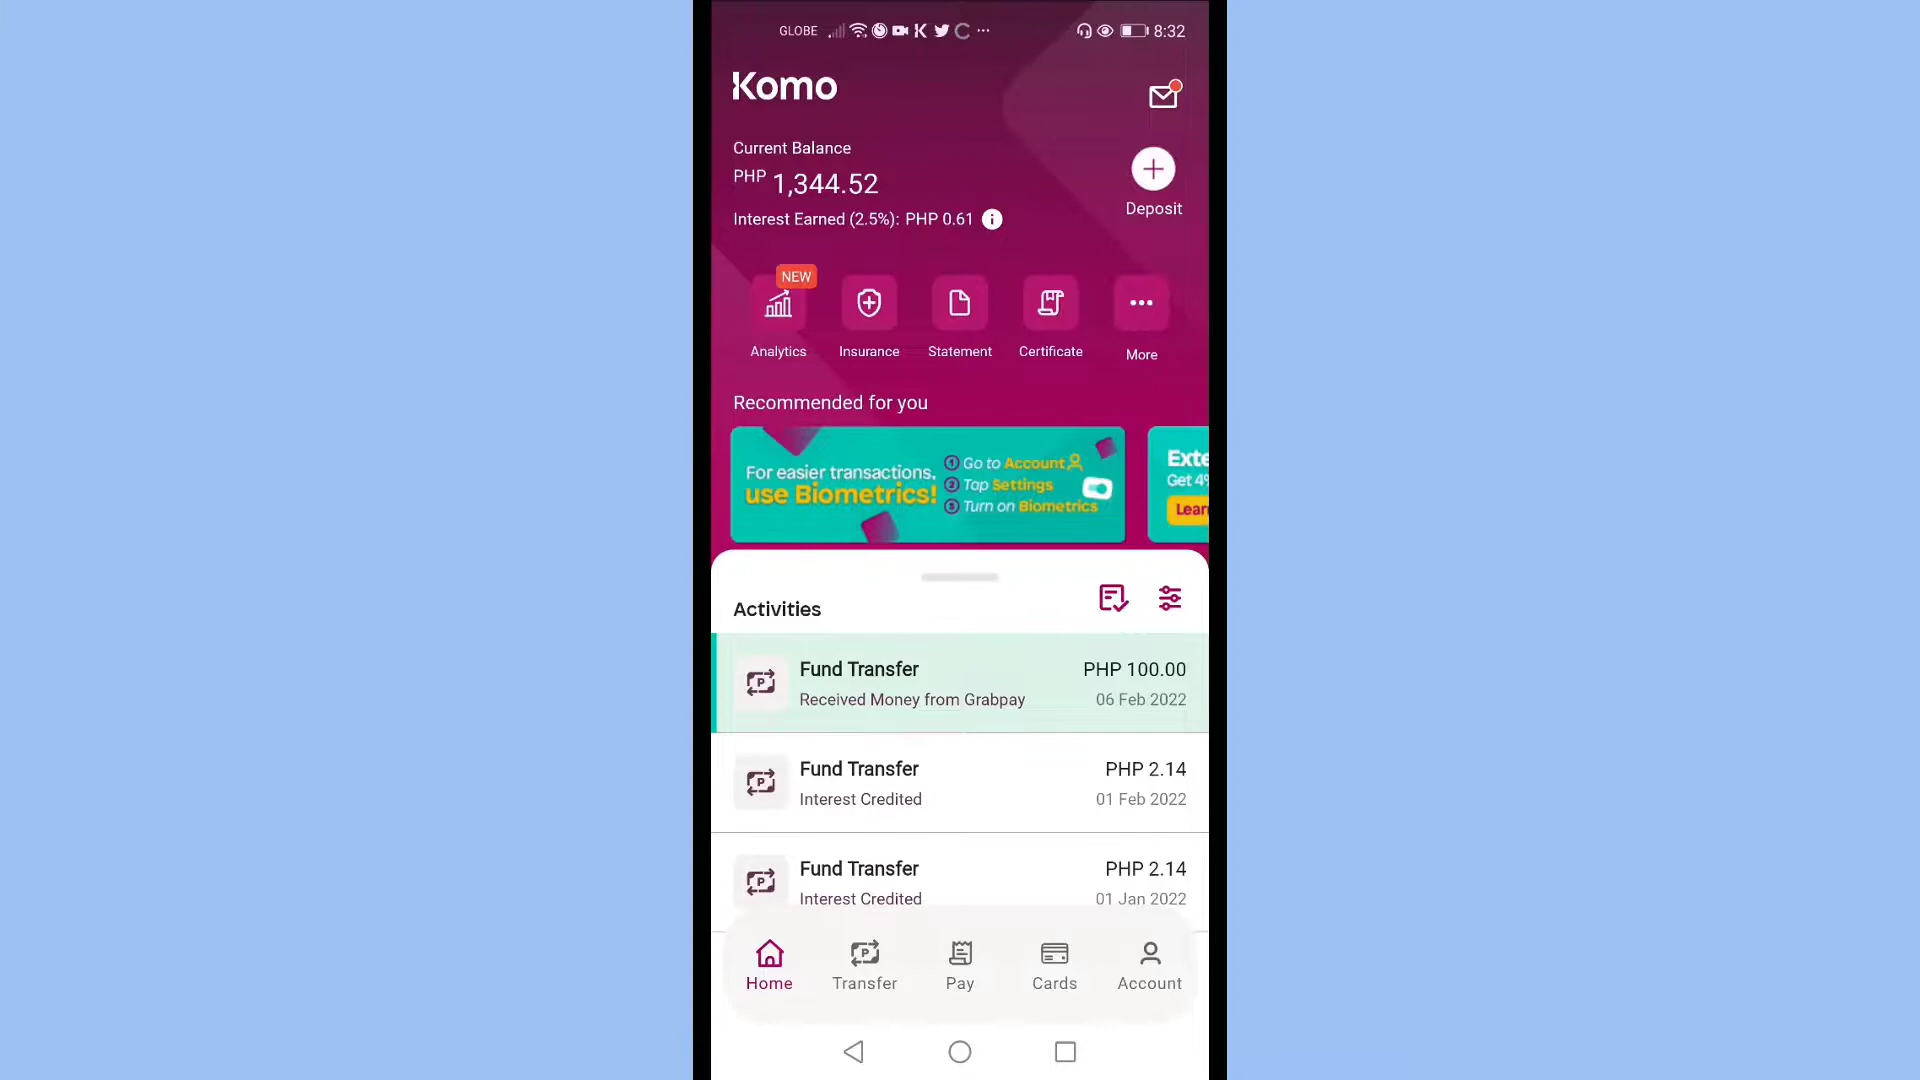 GLOBE 8:32
Komo
Current Balance
PHP 1,344.52
Interest Earned (2.5%): PHP 0.61
Deposit
NEW
Analytics Insurance Statement Certificate More
Recommended for you
For easier transactions,
use Biometrics!
1 Go to Account
2 Tap Settings
3 Turn on Biometrics
Exte
Get 4%
Lear
Activities
Fund Transfer PHP 100.00
Received Money from Grabpay 06 Feb 2022
Fund Transfer PHP 2.14
Interest Credited 01 Feb 2022
Fund Transfer PHP 2.14
Interest Credited 01 Jan 2022
Home Transfer Pay Cards Account